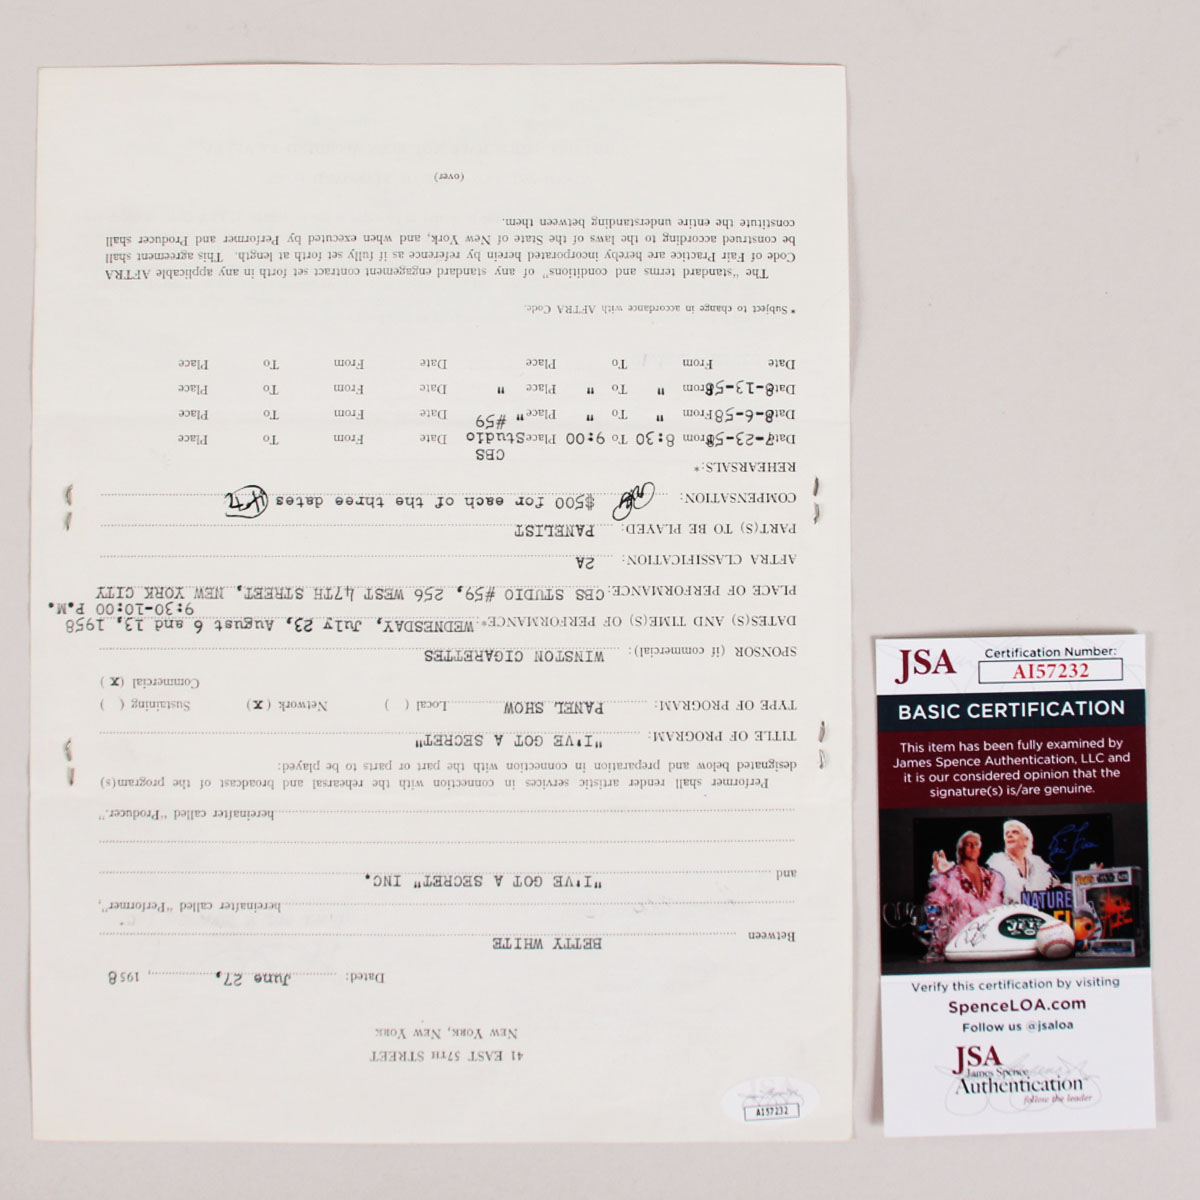 41 EAST 57TH STREET
NEW YORK, NEW YORK
Dated: June 27, , 1958
Between BETTY WHITE
hereinafter called "Performer",
and "I'VE GOT A SECRET" INC.
hereinafter called "Producer."
Performer shall render artistic services in connection with the rehearsal and broadcast of the program(s)
designated below and preparation in connection with the part or parts to be played:
TITLE OF PROGRAM: "I'VE GOT A SECRET"
TYPE OF PROGRAM: PANEL SHOW Local ( ) Network (x) Sustaining ( )
Commercial (x)
SPONSOR (if commercial): WINSTON CIGARETTES
DATES(S) AND TIME(S) OF PERFORMANCE*: WEDNESDAY, July 23, August 6 and 13, 1958
9:30-10:00 P.M.
PLACE OF PERFORMANCE: CBS STUDIO #59, 256 WEST 47TH STREET, NEW YORK CITY
AFTRA CLASSIFICATION: 2A
PART(S) TO BE PLAYED: PANELIST
COMPENSATION: $500 for each of the three dates
REHEARSALS:*
CBS
Date 7-23-58 From 8:30 To 9:00 Place Studio Date From To Place
#59
Date 8-6-58 From " To " Place " Date From To Place
Date 8-13-58 From " To " Place " Date From To Place
Date From To Place Date From To Place
*Subject to change in accordance with AFTRA Code.
The "standard terms and conditions" of any standard engagement contract set forth in any applicable AFTRA
Code of Fair Practice are hereby incorporated herein by reference as if fully set forth at length. This agreement shall
be construed according to the laws of the State of New York, and when executed by Performer and Producer shall
constitute the entire understanding between them.
(over)
AI57232
JSA
Certification Number:
AI57232
BASIC CERTIFICATION
This item has been fully examined by
James Spence Authentication, LLC and
it is our considered opinion that the
signature(s) is/are genuine.
NATURE
JETS
Verify this certification by visiting
SpenceLOA.com
Follow us @jsaloa
JSA
James Spence
Authentication
follow the leader